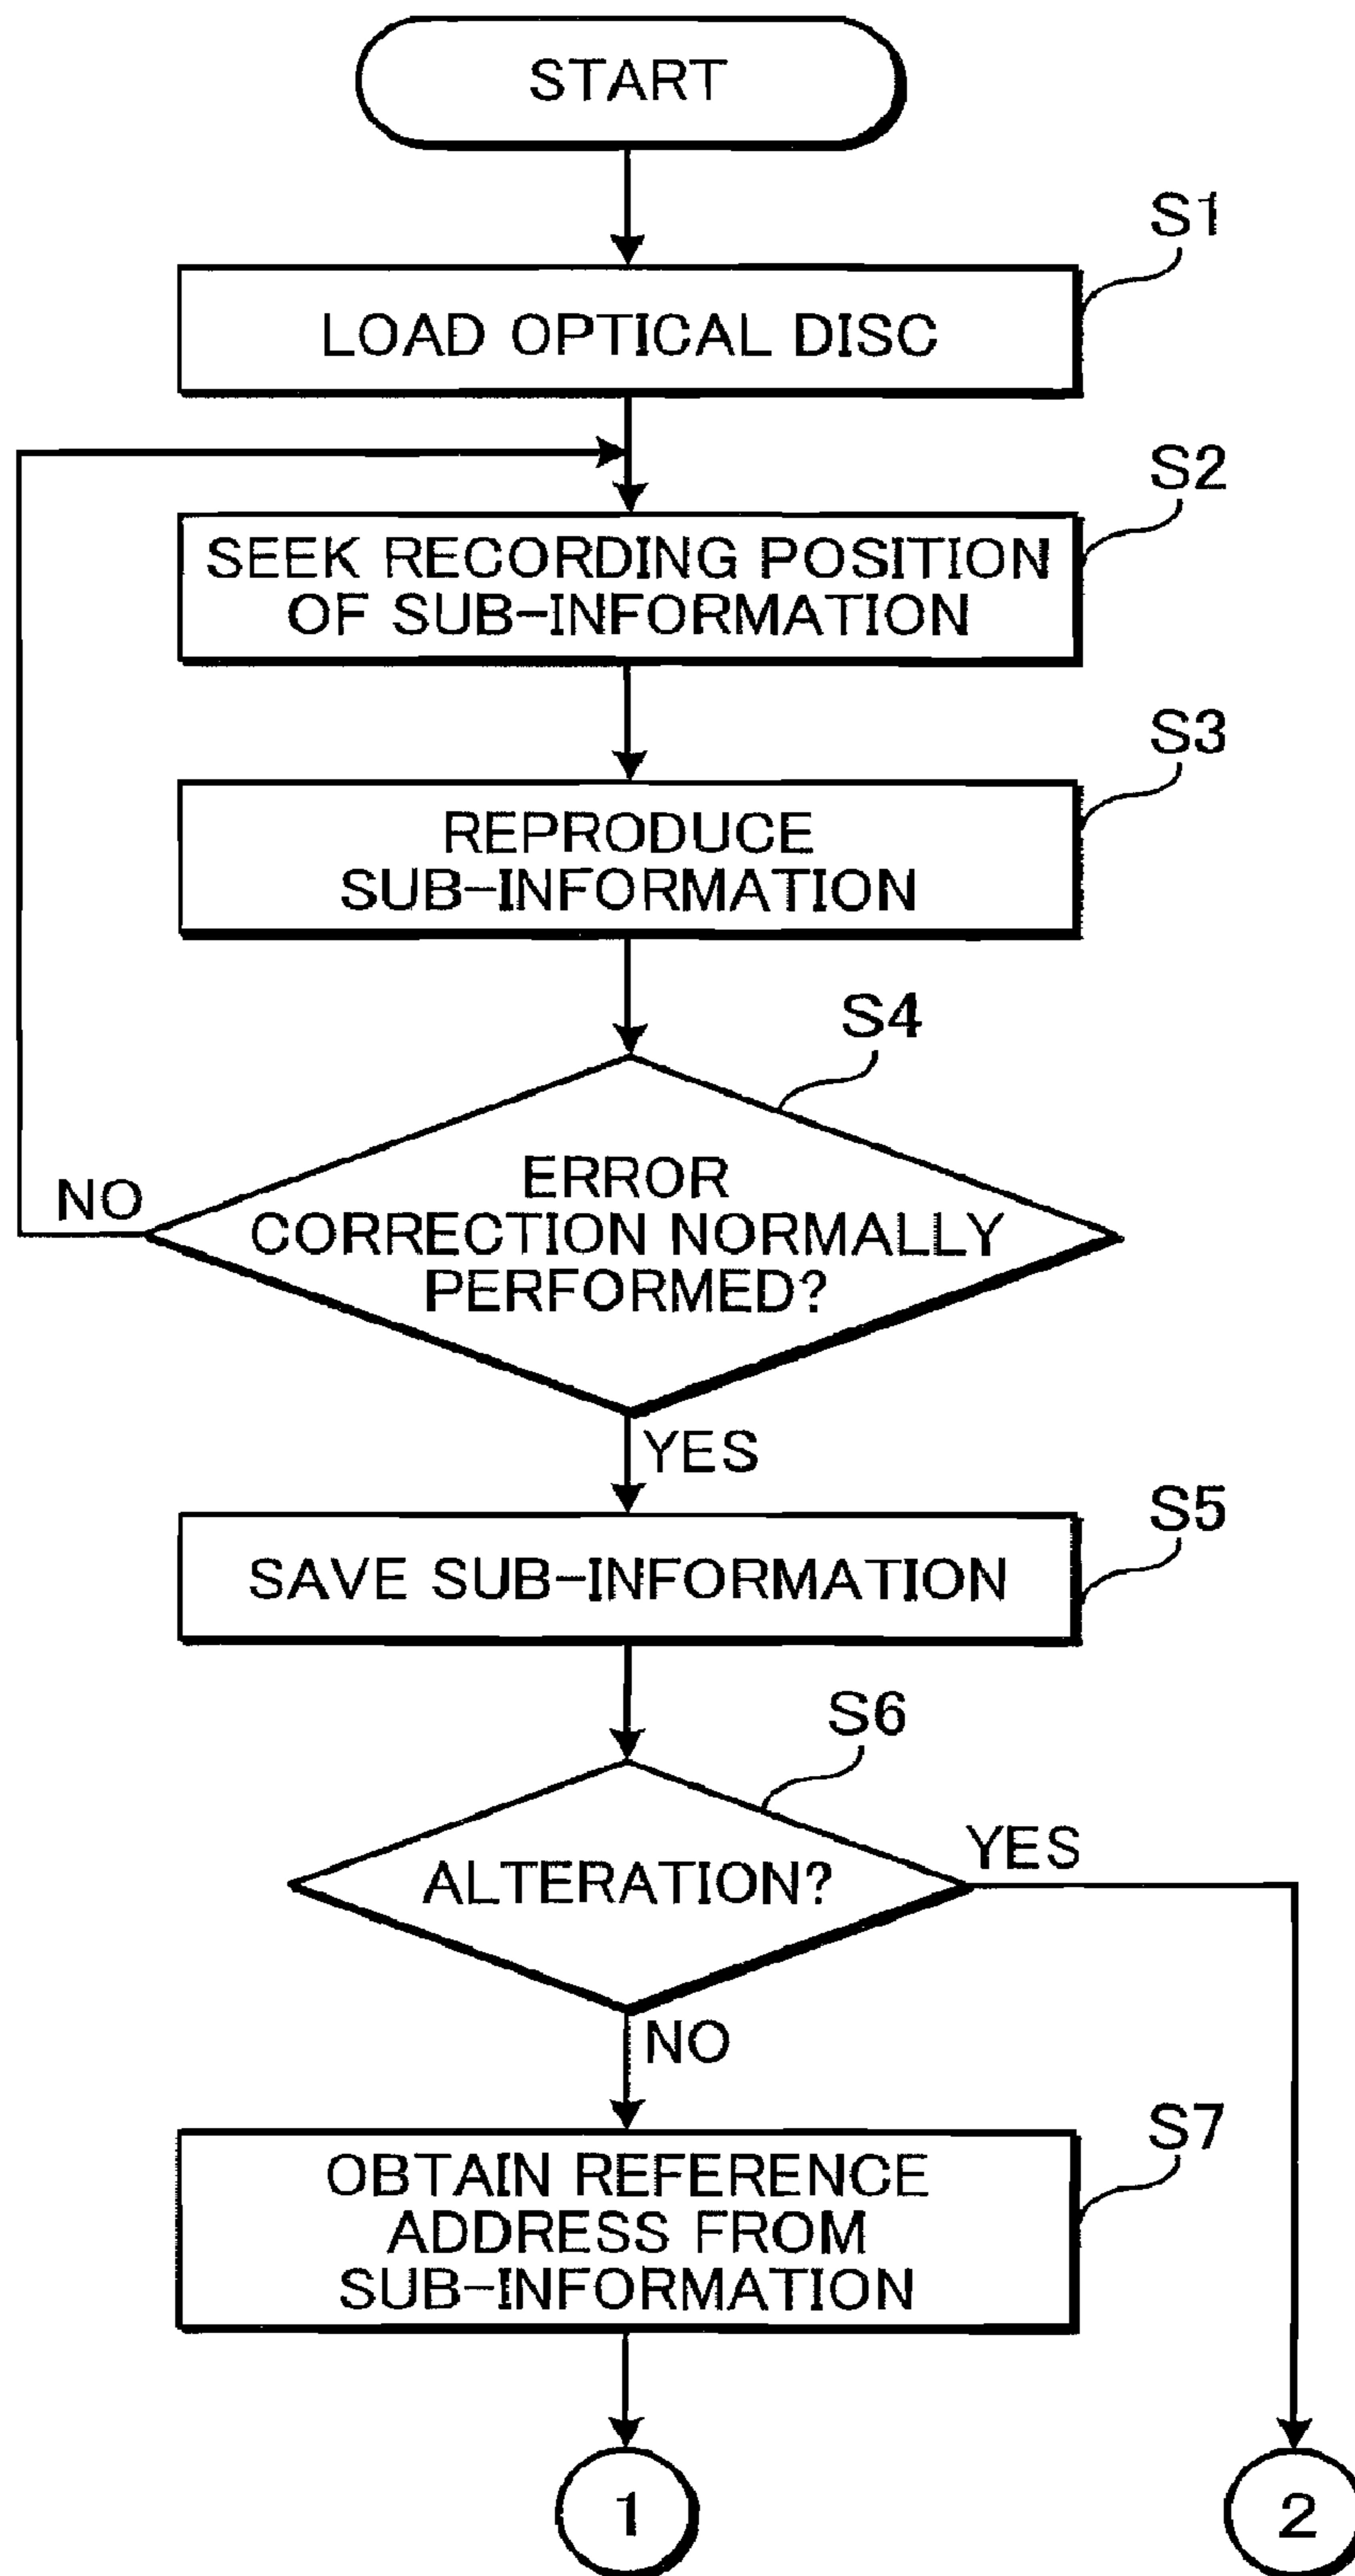 START
S1
LOAD OPTICAL DISC
S2
SEEK RECORDING POSITION
OF SUB-INFORMATION
S3
REPRODUCE
SUB-INFORMATION
S4
ERROR
CORRECTION NORMALLY
PERFORMED?
NO
YES
S5
SAVE SUB-INFORMATION
S6
ALTERATION?
YES
NO
S7
OBTAIN REFERENCE
ADDRESS FROM
SUB-INFORMATION
1
2